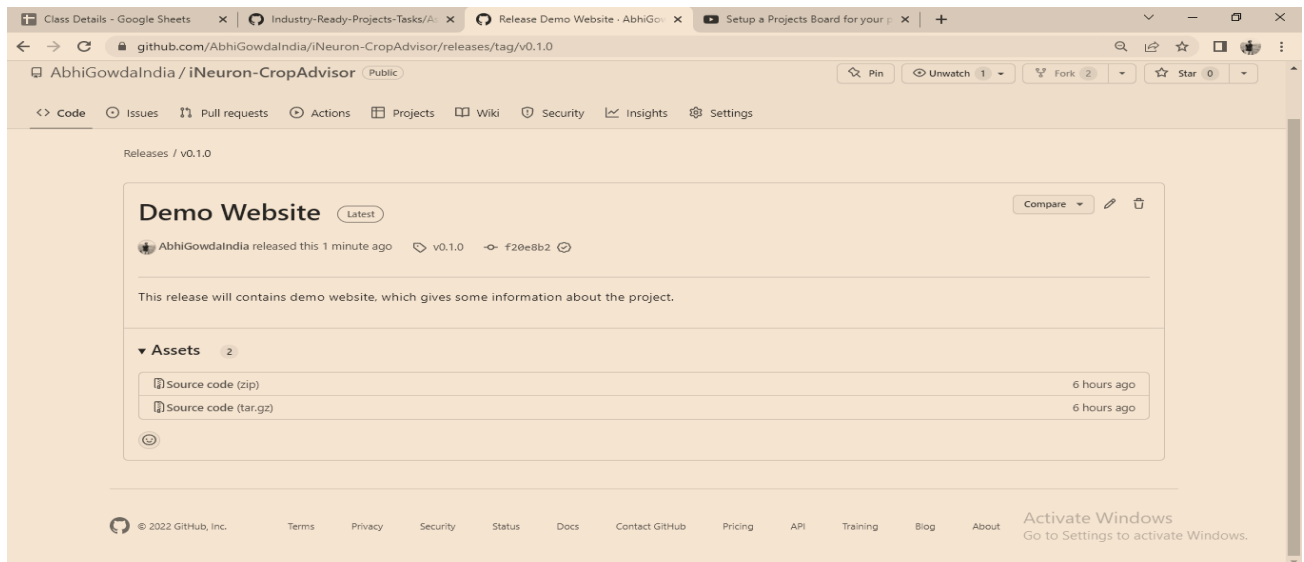 Class Details - Google Sheets
Industry-Ready-Projects-Tasks/A
Release Demo Website · AbhiGow
Setup a Projects Board for your p
github.com/AbhiGowdaIndia/iNeuron-CropAdvisor/releases/tag/v0.1.0
AbhiGowdaIndia / iNeuron-CropAdvisor Public
Pin Unwatch 1 Fork 2 Star 0
Code Issues Pull requests Actions Projects Wiki Security Insights Settings
Releases / v0.1.0
Demo Website Latest
Compare
AbhiGowdaIndia released this 1 minute ago v0.1.0 f20e8b2
This release will contains demo website, which gives some information about the project.
Assets 2
Source code (zip) 6 hours ago
Source code (tar.gz) 6 hours ago
© 2022 GitHub, Inc. Terms Privacy Security Status Docs Contact GitHub Pricing API Training Blog About
Activate Windows
Go to Settings to activate Windows.